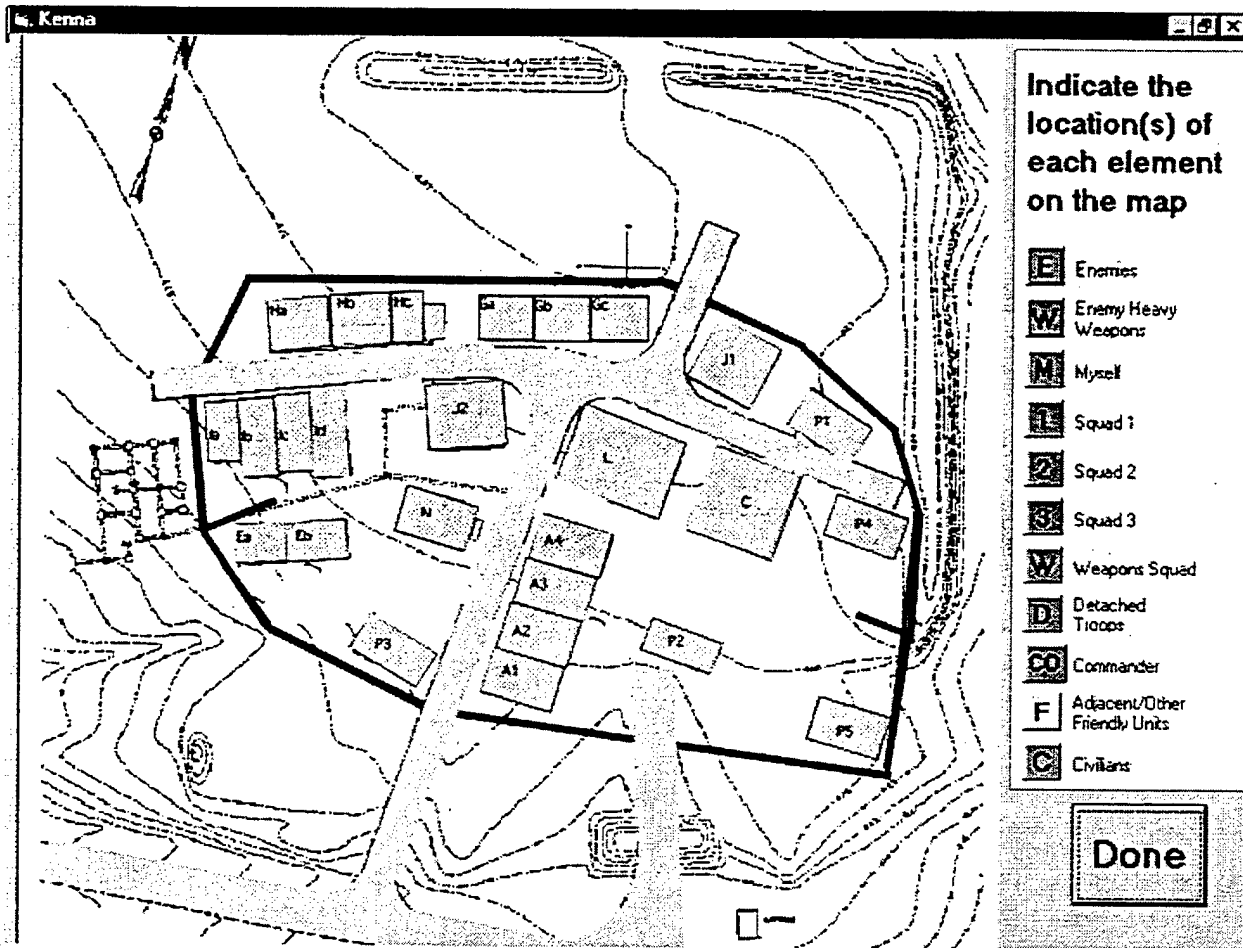 Kenna
Indicate the
location(s) of
each element
on the map
E Enemies
W Enemy Heavy
Weapons
M Myself
1 Squad 1
2 Squad 2
3 Squad 3
W Weapons Squad
D Detached
Troops
CO Commander
F Adjacent/Other
Friendly Units
C Civilians
Done
Ha Hb Hc
Ga Gb Gc
J1
J2
P1
L
C
P4
N
Ea Eb
A4
A3
A2
A1
P3
P2
P5